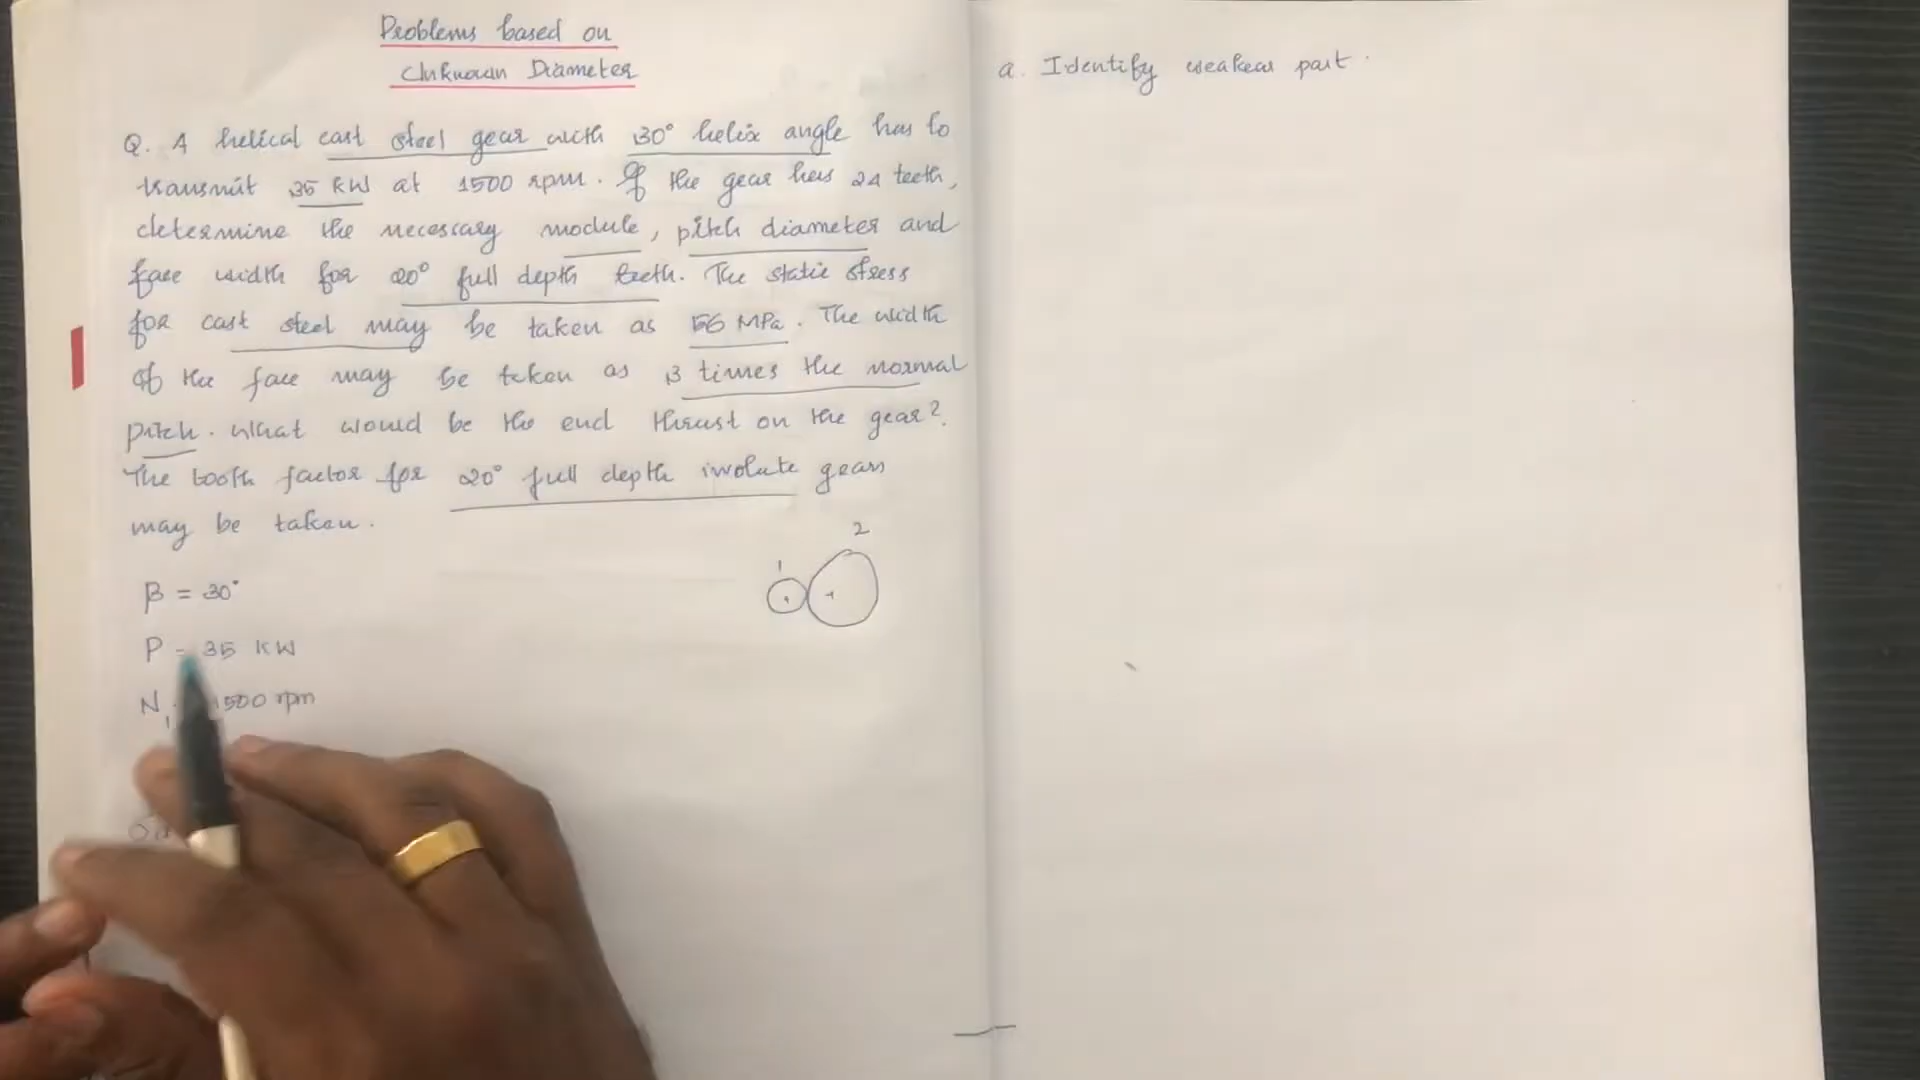 Problems based on
Unknown Diameter
Q. A helical cast steel gear with 30° helix angle has to
transmit 35 KW at 1500 rpm. If the gear has 24 teeth,
determine the necessary module, pitch diameter and
face width for 20° full depth teeth. The static stress
for cast steel may be taken as 56 MPa. The width
of the face may be taken as 3 times the normal
pitch. What would be the end thrust on the gear?
The tooth factor for 20° full depth involute gears
may be taken.
1 2
β = 30°
P = 35 KW
N1 1500 rpm
a. Identify weaker part.